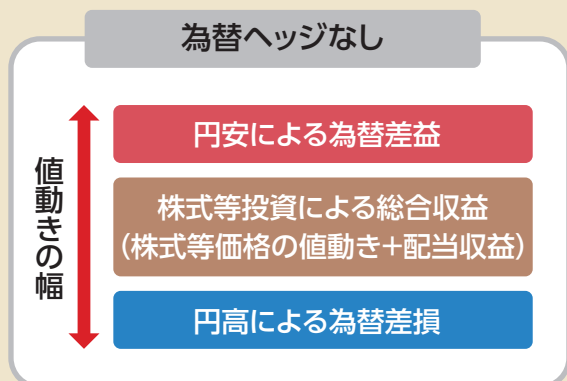 為替ヘッジなし
値動きの幅
円安による為替差益
株式等投資による総合収益
(株式等価格の値動き+配当収益)
円高による為替差損